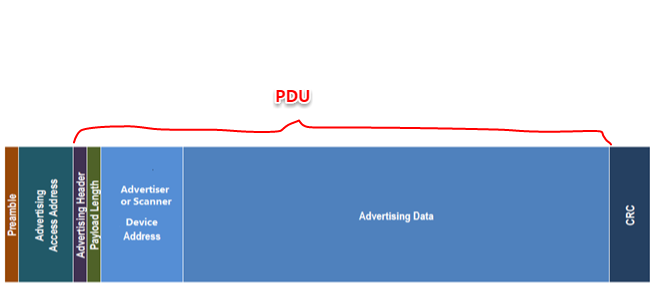 PDU
Preamble
Advertising
Access Address
Advertising Header
Payload Length
Advertiser
or Scanner
Device
Address
Advertising Data
CRC